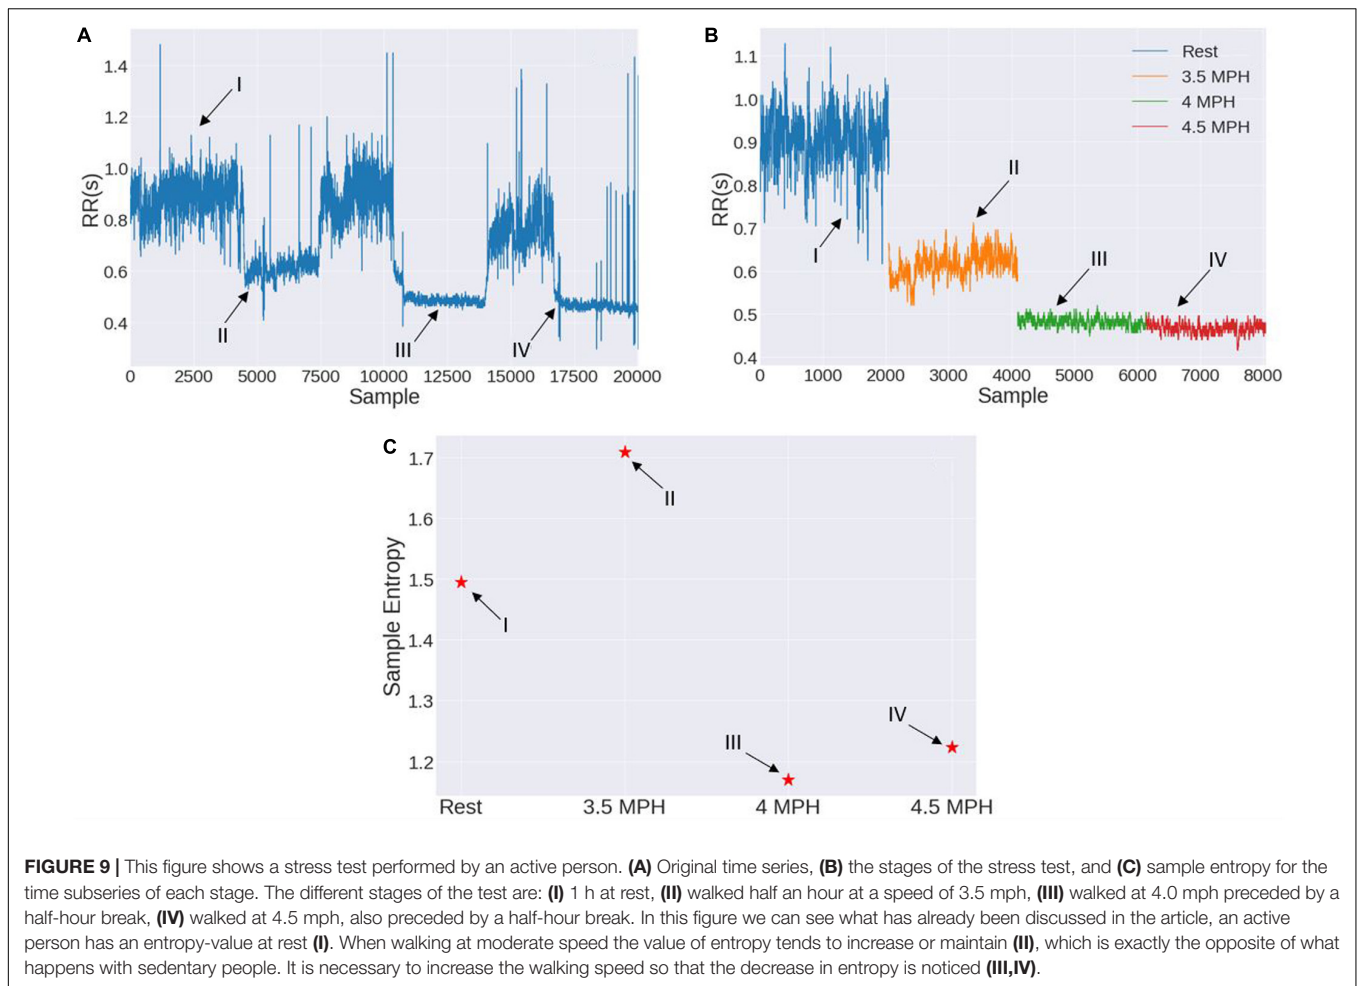 A
1.4
1.2
1.0
0.8
0.6
0.4
RR(s)
I
II
III
IV
0 2500 5000 7500 10000 12500 15000 17500 20000
Sample
B
1.1
1.0
0.9
0.8
0.7
0.6
0.5
0.4
RR(s)
Rest
3.5 MPH
4 MPH
4.5 MPH
I
II
III
IV
0 1000 2000 3000 4000 5000 6000 7000 8000
Sample
C
1.7
1.6
1.5
1.4
1.3
1.2
Sample Entropy
I
II
III
IV
Rest 3.5 MPH 4 MPH 4.5 MPH
FIGURE 9 | This figure shows a stress test performed by an active person. (A) Original time series, (B) the stages of the stress test, and (C) sample entropy for the
time subseries of each stage. The different stages of the test are: (I) 1 h at rest, (II) walked half an hour at a speed of 3.5 mph, (III) walked at 4.0 mph preceded by a
half-hour break, (IV) walked at 4.5 mph, also preceded by a half-hour break. In this figure we can see what has already been discussed in the article, an active
person has an entropy-value at rest (I). When walking at moderate speed the value of entropy tends to increase or maintain (II), which is exactly the opposite of what
happens with sedentary people. It is necessary to increase the walking speed so that the decrease in entropy is noticed (III,IV).